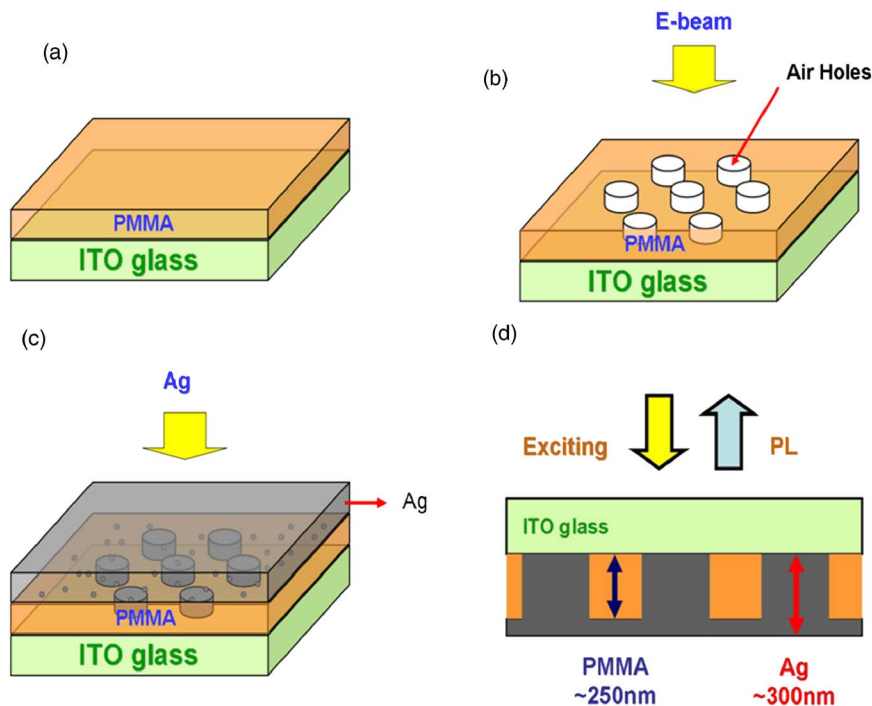 (a)
PMMA
ITO glass
(b)
E-beam
Air Holes
PMMA
ITO glass
(c)
Ag
Ag
PMMA
ITO glass
(d)
Exciting
PL
ITO glass
PMMA
~250nm
Ag
~300nm